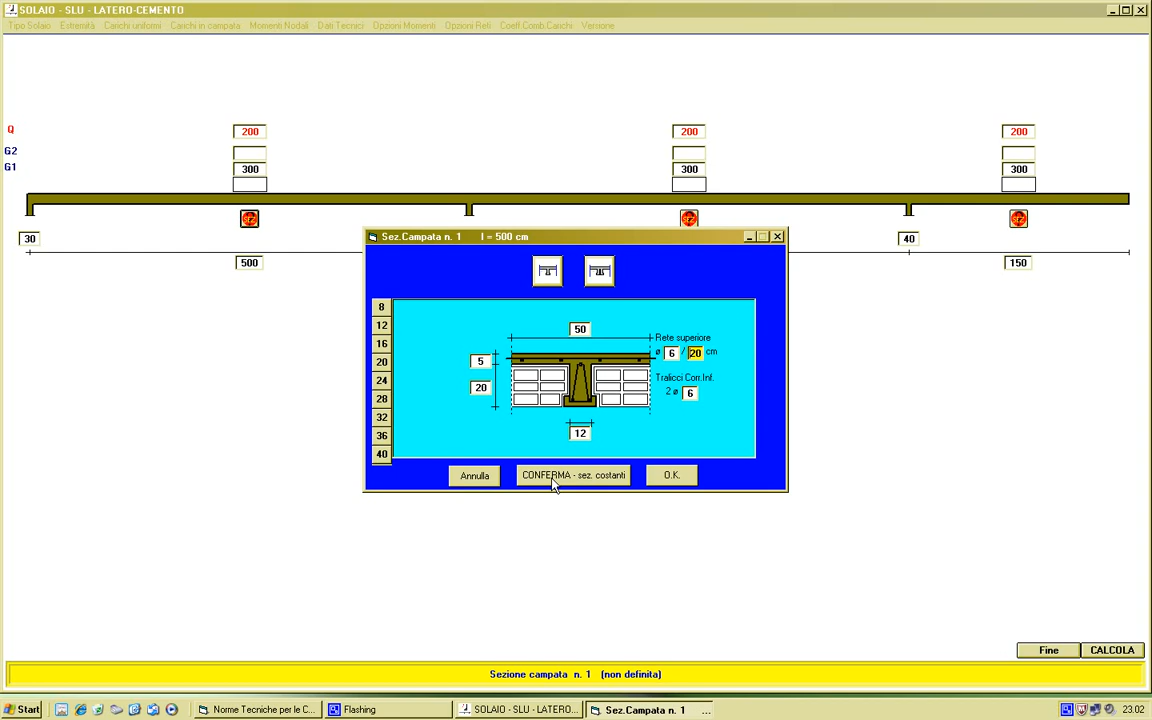 SOLAIO - SLU - LATERO-CEMENTO
Tipo Solaio Estremità Carichi uniformi Carichi in campata Momenti Nodali Dati Tecnici Opzioni Momenti Opzioni Reti Coeff.Comb.Carichi Versione
Q 200 200 200
G2
G1 300 300 300
SEZ SEZ SEZ
30 40
500 150
Sez.Campata n. 1 l = 500 cm
8
12
16
20
24
28
32
36
40
50
5
20
12
Rete superiore
ø 6 / 20 cm
Tralicci Corr.Inf.
2 ø 6
Annulla CONFERMA - sez. costanti O.K.
Fine CALCOLA
Sezione campata n. 1 (non definita)
Start Norme Tecniche per le C... Flashing SOLAIO - SLU - LATERO... Sez.Campata n. 1 ... 23.02